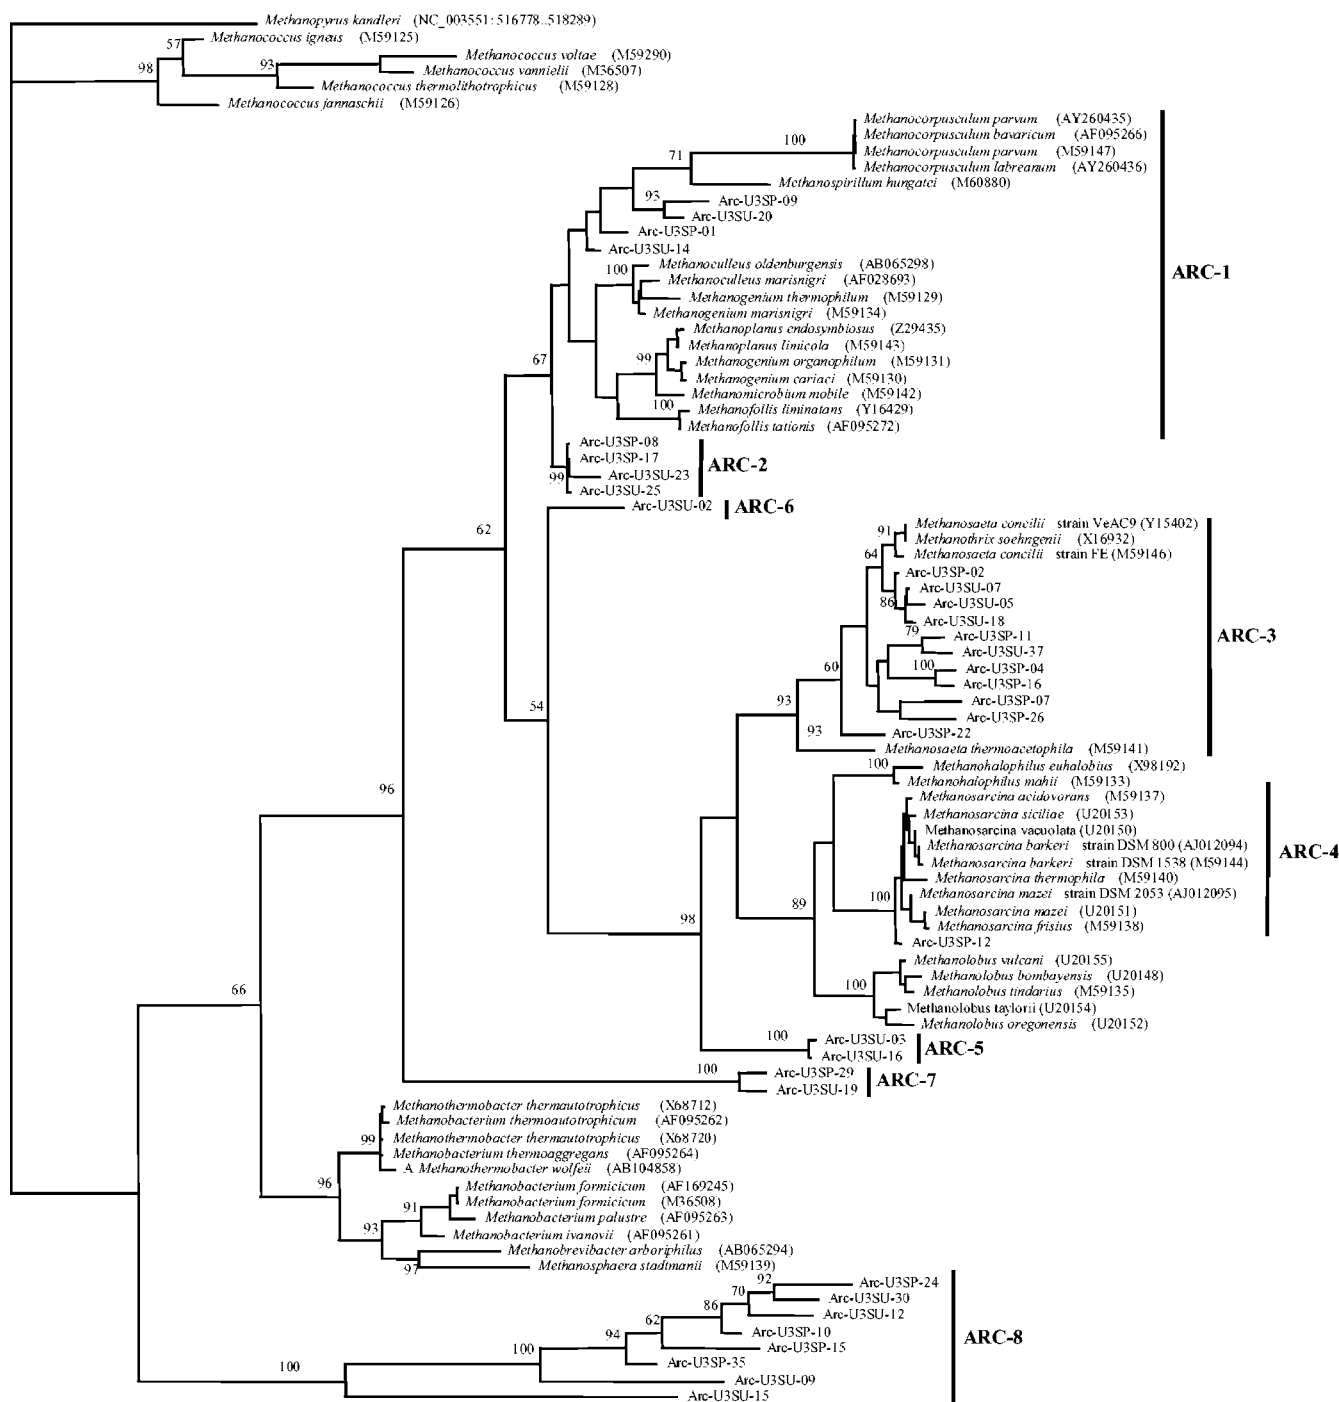 Methanopyrus kandleri (NC_003551: 516778..518289)
57 Methanococcus igneus (M59125)
Methanococcus voltae (M59290)
98 93 Methanococcus vannielii (M36507)
Methanococcus thermolithotrophicus (M59128)
Methanococcus jannaschii (M59126)
Methanocorpusculum parvum (AY260435)
Methanocorpusculum bavaricum (AF095266)
100
Methanocorpusculum parvum (M59147)
71
Methanocorpusculum labreanum (AY260436)
Methanospirillum hungatei (M60880)
93 Arc-U3SP-09
Arc-U3SU-20
Arc-U3SP-01
Arc-U3SU-14
Methanoculleus oldenburgensis (AB065298)
100 ARC-1
Methanoculleus marisnigri (AF028693)
Methanogenium thermophilum (M59129)
Methanogenium marisnigri (M59134)
Methanoplanus endosymbiosus (Z29435)
Methanoplanus limicola (M59143)
67 99 Methanogenium organophilum (M59131)
Methanogenium cariaci (M59130)
Methanomicrobium mobile (M59142)
100 Methanofollis liminatans (Y16429)
Methanofollis tationis (AF095272)
Arc-U3SP-08
Arc-U3SP-17
ARC-2
99 Arc-U3SU-23
Arc-U3SU-25
Arc-U3SU-02 ARC-6
62
91 Methanosaeta concilii strain VeAC9 (Y15402)
Methanothrix soehngenii (X16932)
64 Methanosaeta concilii strain FE (M59146)
Arc-U3SP-02
Arc-U3SU-07
86 Arc-U3SU-05
Arc-U3SU-18
79 Arc-U3SP-11 ARC-3
Arc-U3SU-37
60 100 Arc-U3SP-04
Arc-U3SP-16
54 93 Arc-U3SP-07
Arc-U3SP-26
93 Arc-U3SP-22
Methanosaeta thermoacetophila (M59141)
100 Methanohalophilus euhalobius (X98192)
Methanohalophilus mahii (M59133)
96 Methanosarcina acidovorans (M59137)
Methanosarcina siciliae (U20153)
Methanosarcina vacuolata (U20150)
Methanosarcina barkeri strain DSM 800 (AJ012094)
ARC-4
Methanosarcina barkeri strain DSM 1538 (M59144)
Methanosarcina thermophila (M59140)
100 Methanosarcina mazei strain DSM 2053 (AJ012095)
98 89 Methanosarcina mazei (U20151)
Methanosarcina frisius (M59138)
Arc-U3SP-12
Methanolobus vulcani (U20155)
Methanolobus bombayensis (U20148)
66 100 Methanolobus tindarius (M59135)
Methanolobus taylorii (U20154)
Methanolobus oregonensis (U20152)
100 Arc-U3SU-03
ARC-5
Arc-U3SU-16
100 Arc-U3SP-29
ARC-7
Arc-U3SU-19
Methanothermobacter thermautotrophicus (X68712)
Methanobacterium thermoautotrophicum (AF095262)
99 Methanothermobacter thermautotrophicus (X68720)
Methanobacterium thermoaggregans (AF095264)
A Methanothermobacter wolfeii (AB104858)
96 Methanobacterium formicicum (AF169245)
91 Methanobacterium formicicum (M36508)
Methanobacterium palustre (AF095263)
93 Methanobacterium ivanovii (AF095261)
Methanobrevibacter arboriphilus (AB065294)
97 Methanosphaera stadtmanii (M59139)
92 Arc-U3SP-24
70 Arc-U3SU-30
86 Arc-U3SU-12
62 Arc-U3SP-10
94 ARC-8
Arc-U3SP-15
100 Arc-U3SP-35
100 Arc-U3SU-09
Arc-U3SU-15